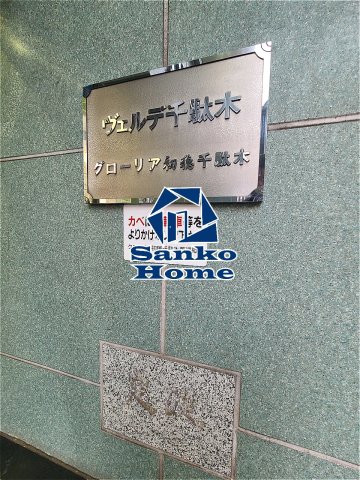 ヴェルデ千駄木
グローリア初穂千駄木
カベに
よりかけ
Sanko
Home